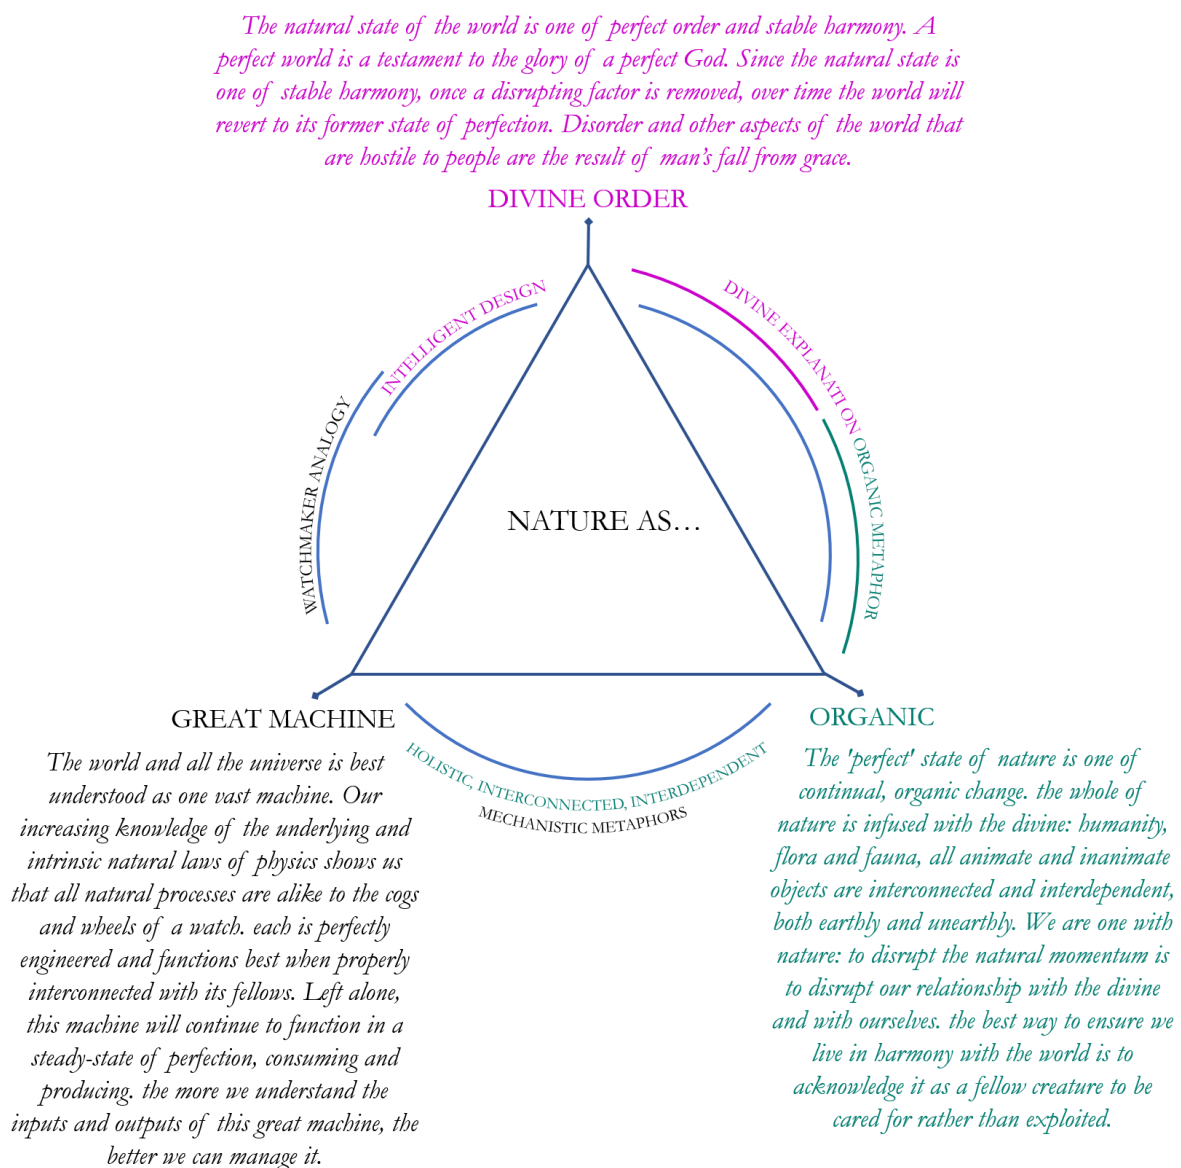 The natural state of the world is one of perfect order and stable harmony. A
perfect world is a testament to the glory of a perfect God. Since the natural state is
one of stable harmony, once a disrupting factor is removed, over time the world will
revert to its former state of perfection. Disorder and other aspects of the world that
are hostile to people are the result of man's fall from grace.
DIVINE ORDER
INTELLIGENT DESIGN
WATCHMAKER ANALOGY
DIVINE EXPLANATI ON
ORGANIC METAPHOR
NATURE AS…
GREAT MACHINE
The world and all the universe is best
understood as one vast machine. Our
increasing knowledge of the underlying and
intrinsic natural laws of physics shows us
that all natural processes are alike to the cogs
and wheels of a watch. each is perfectly
engineered and functions best when properly
interconnected with its fellows. Left alone,
this machine will continue to function in a
steady-state of perfection, consuming and
producing. the more we understand the
inputs and outputs of this great machine, the
better we can manage it.
HOLISTIC, INTERCONNECTED, INTERDEPENDENT
MECHANISTIC METAPHORS
ORGANIC
The 'perfect' state of nature is one of
continual, organic change. the whole of
nature is infused with the divine: humanity,
flora and fauna, all animate and inanimate
objects are interconnected and interdependent,
both earthly and unearthly. We are one with
nature: to disrupt the natural momentum is
to disrupt our relationship with the divine
and with ourselves. the best way to ensure we
live in harmony with the world is to
acknowledge it as a fellow creature to be
cared for rather than exploited.